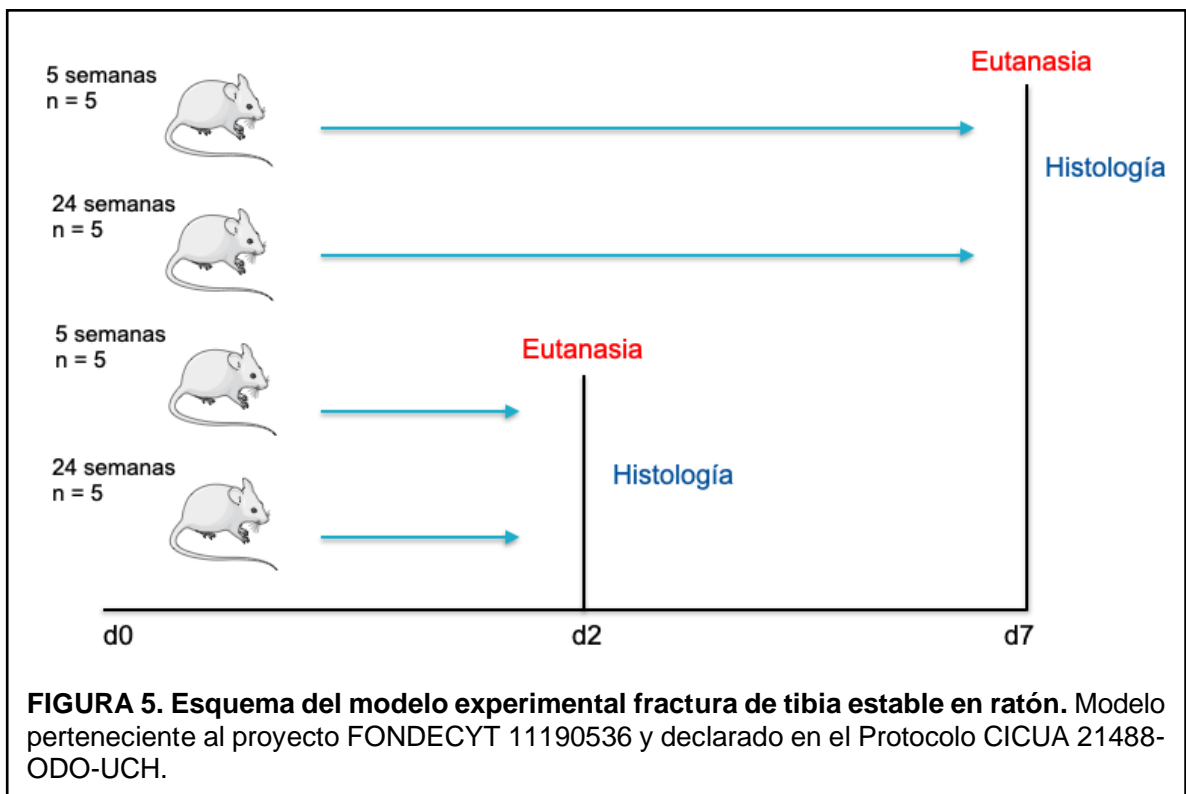 5 semanas
n = 5
Eutanasia
Histología
24 semanas
n = 5
5 semanas
n = 5
Eutanasia
24 semanas
n = 5
Histología
d0
d2
d7
FIGURA 5. Esquema del modelo experimental fractura de tibia estable en ratón. Modelo
perteneciente al proyecto FONDECYT 11190536 y declarado en el Protocolo CICUA 21488-
ODO-UCH.